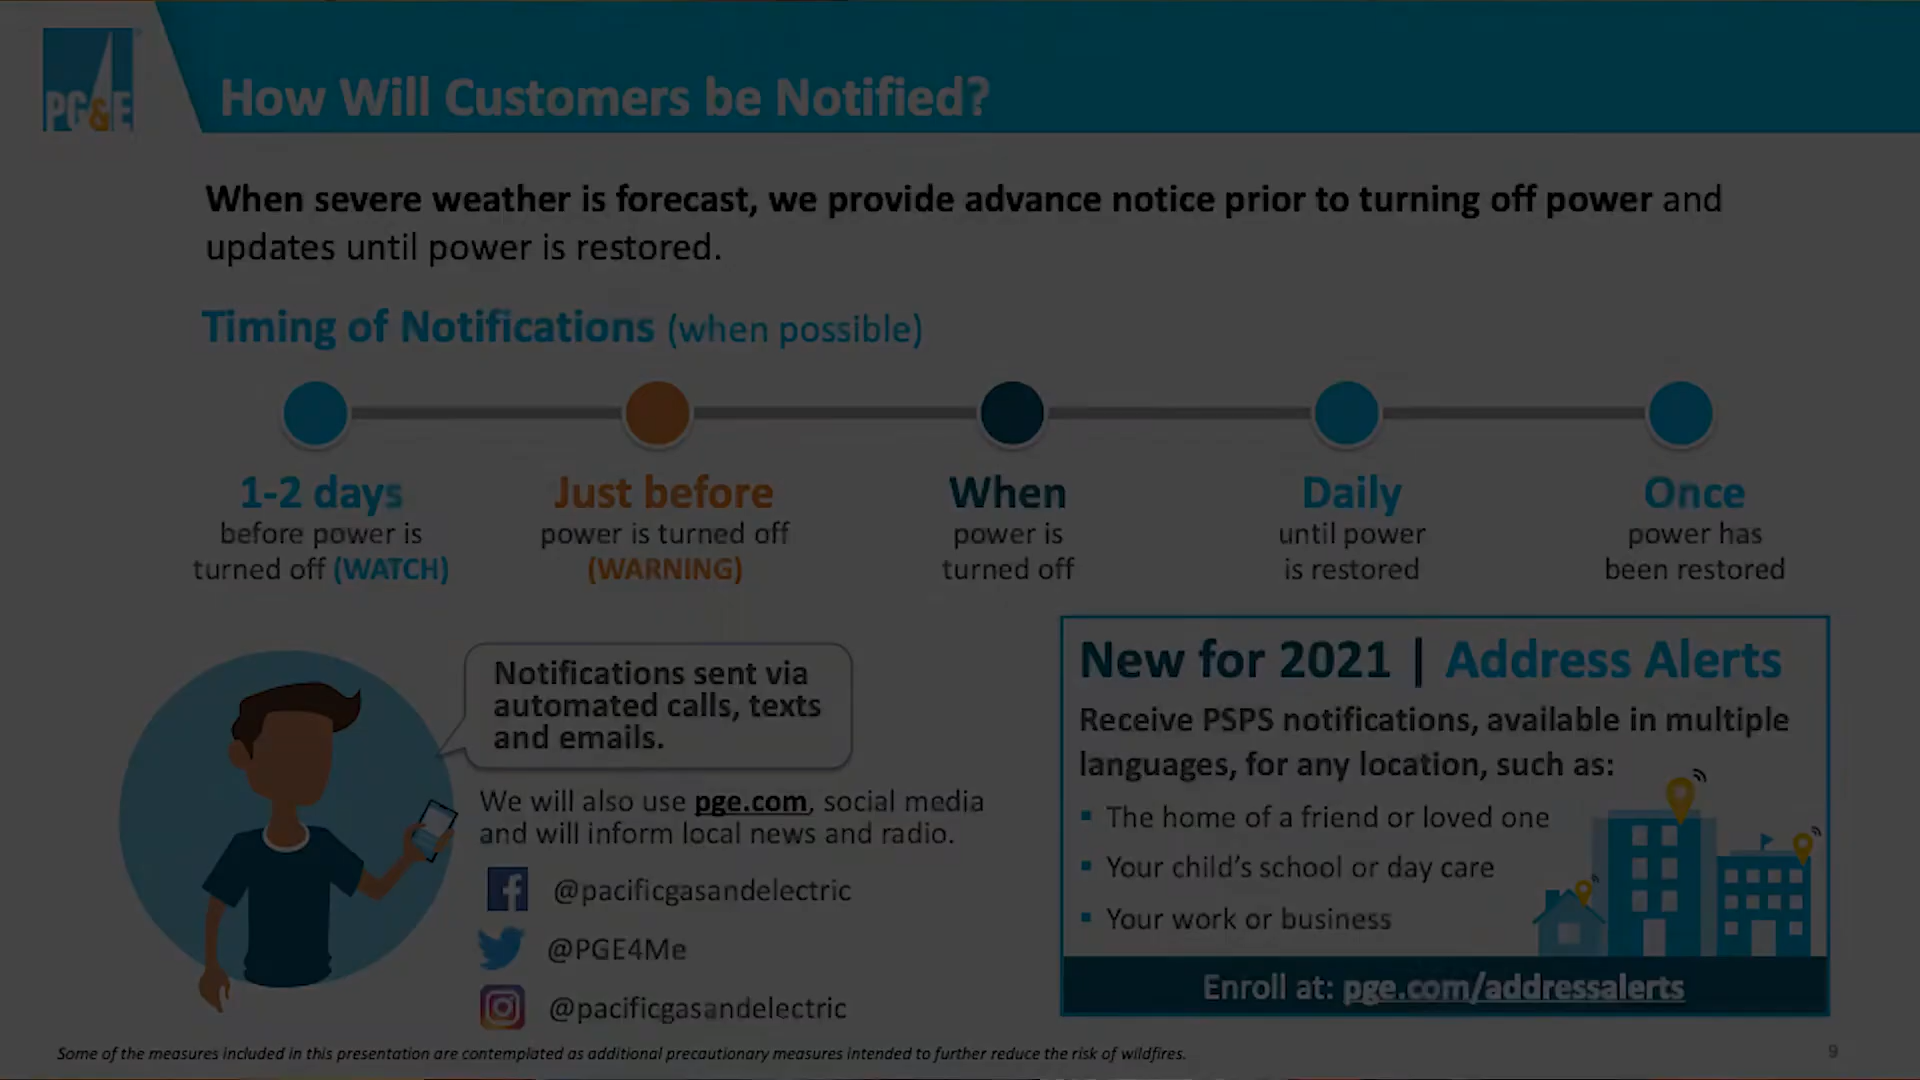 PG&E
How Will Customers be Notified?
When severe weather is forecast, we provide advance notice prior to turning off power and
updates until power is restored.
Timing of Notifications (when possible)
1-2 days
before power is
turned off (WATCH)
Just before
power is turned off
(WARNING)
When
power is
turned off
Daily
until power
is restored
Once
power has
been restored
Notifications sent via
automated calls, texts
and emails.
We will also use pge.com, social media
and will inform local news and radio.
@pacificgasandelectric
@PGE4Me
@pacificgasandelectric
New for 2021 | Address Alerts
Receive PSPS notifications, available in multiple
languages, for any location, such as:
▪ The home of a friend or loved one
▪ Your child’s school or day care
▪ Your work or business
Enroll at: pge.com/addressalerts
Some of the measures included in this presentation are contemplated as additional precautionary measures intended to further reduce the risk of wildfires.
9